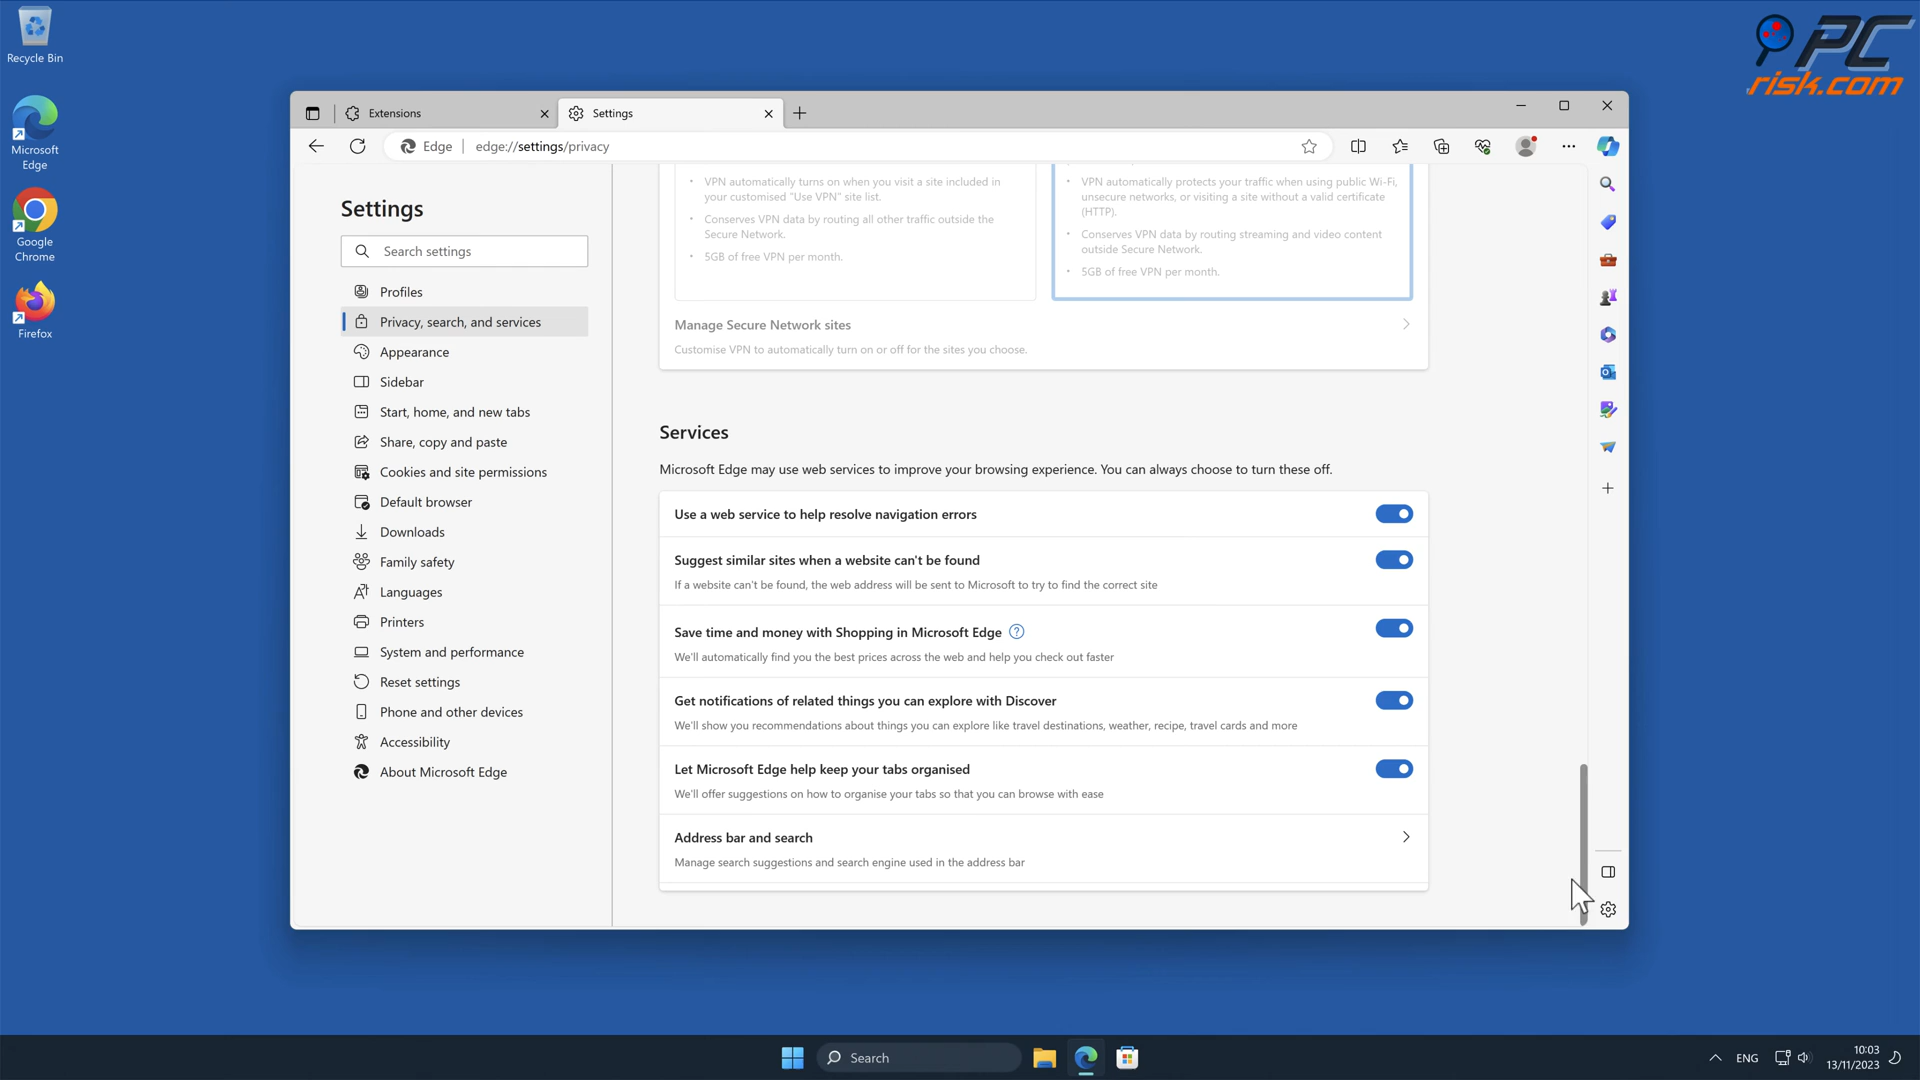 Recycle Bin
Microsoft
Edge
Google
Chrome
Firefox
PC
risk.com
Extensions
Settings
Edge
edge://settings/privacy
Settings
Search settings
Profiles
Privacy, search, and services
Appearance
Sidebar
Start, home, and new tabs
Share, copy and paste
Cookies and site permissions
Default browser
Downloads
Family safety
Languages
Printers
System and performance
Reset settings
Phone and other devices
Accessibility
About Microsoft Edge
• VPN automatically turns on when you visit a site included in
your customised "Use VPN" site list.
• Conserves VPN data by routing all other traffic outside the
Secure Network.
• 5GB of free VPN per month.
• VPN automatically protects your traffic when using public Wi-Fi,
unsecure networks, or visiting a site without a valid certificate
(HTTP).
• Conserves VPN data by routing streaming and video content
outside Secure Network.
• 5GB of free VPN per month.
Manage Secure Network sites
Customise VPN to automatically turn on or off for the sites you choose.
Services
Microsoft Edge may use web services to improve your browsing experience. You can always choose to turn these off.
Use a web service to help resolve navigation errors
Suggest similar sites when a website can't be found
If a website can't be found, the web address will be sent to Microsoft to try to find the correct site
Save time and money with Shopping in Microsoft Edge
We'll automatically find you the best prices across the web and help you check out faster
Get notifications of related things you can explore with Discover
We'll show you recommendations about things you can explore like travel destinations, weather, recipe, travel cards and more
Let Microsoft Edge help keep your tabs organised
We'll offer suggestions on how to organise your tabs so that you can browse with ease
Address bar and search
Manage search suggestions and search engine used in the address bar
Search
ENG
10:03
13/11/2023